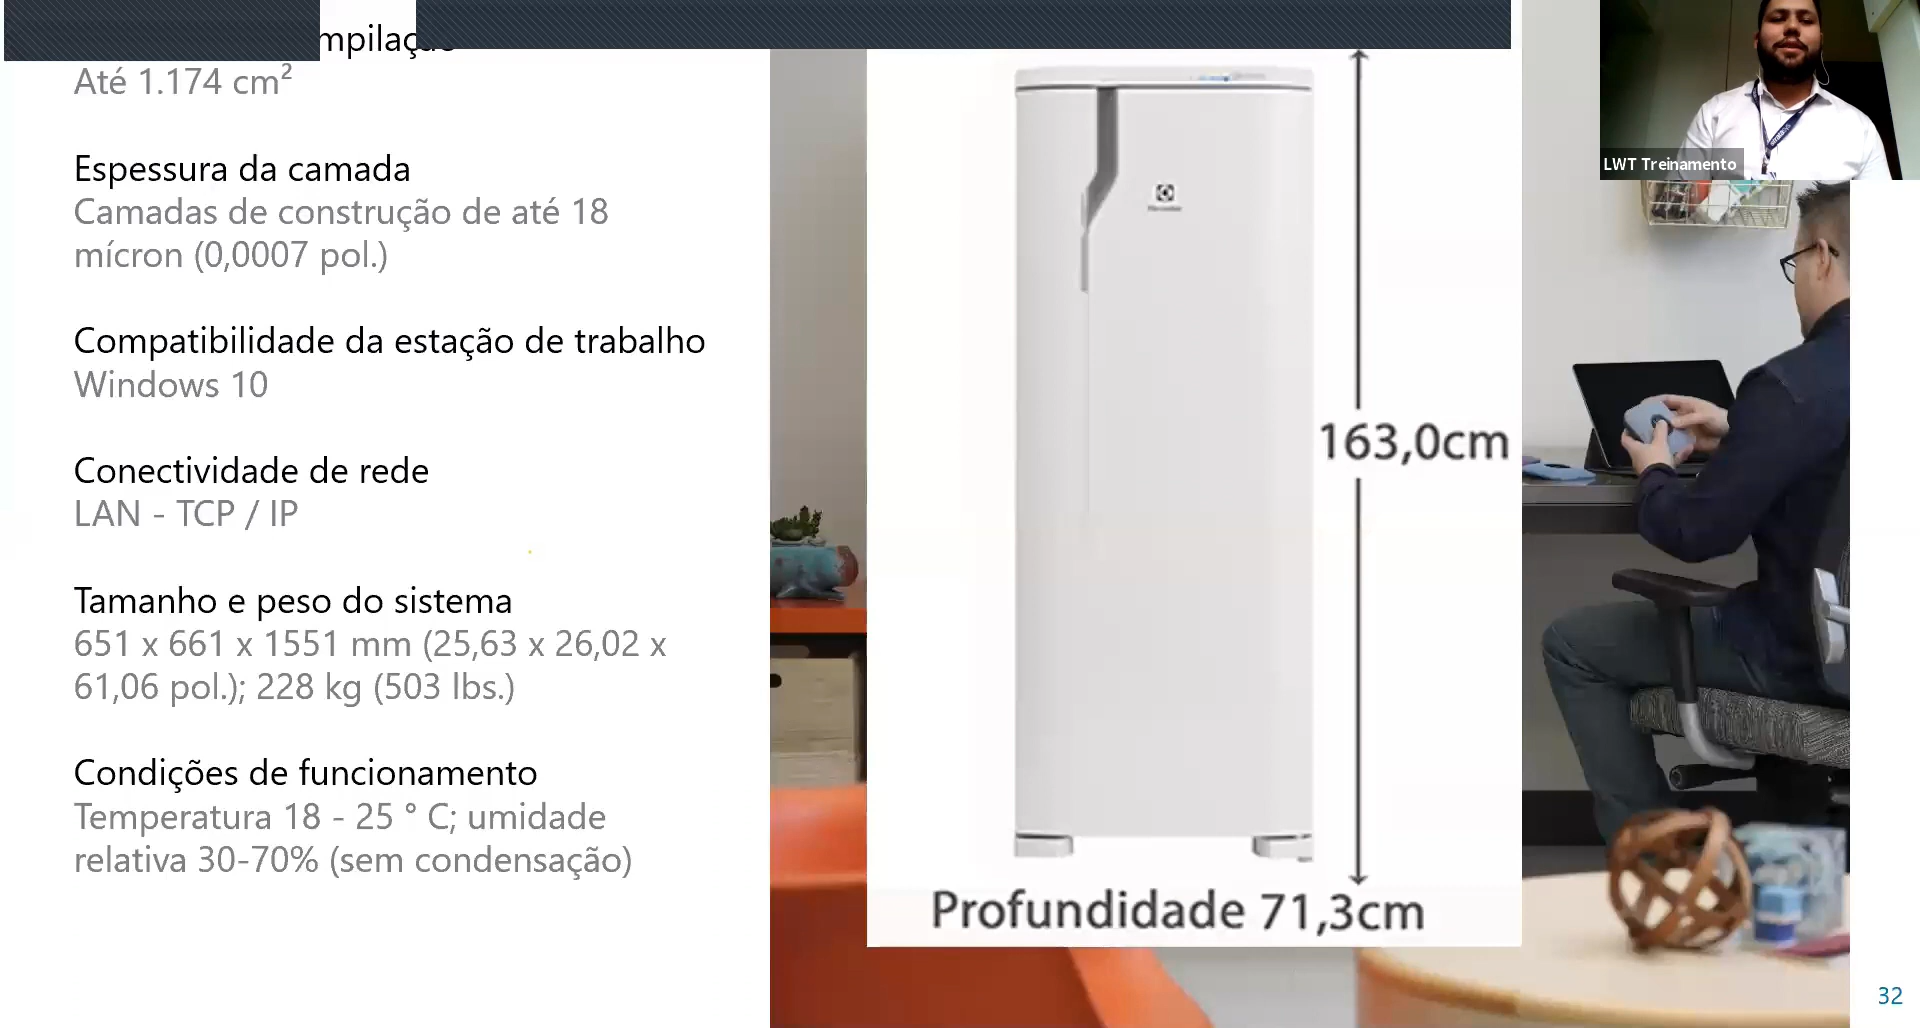 Até 1.174 cm²
Espessura da camada
Camadas de construção de até 18
mícron (0,0007 pol.)
Compatibilidade da estação de trabalho
Windows 10
Conectividade de rede
LAN - TCP / IP
Tamanho e peso do sistema
651 x 661 x 1551 mm (25,63 x 26,02 x
61,06 pol.); 228 kg (503 lbs.)
Condições de funcionamento
Temperatura 18 - 25 ° C; umidade
relativa 30-70% (sem condensação)
163,0cm
Profundidade 71,3cm
LWT Treinamento
32